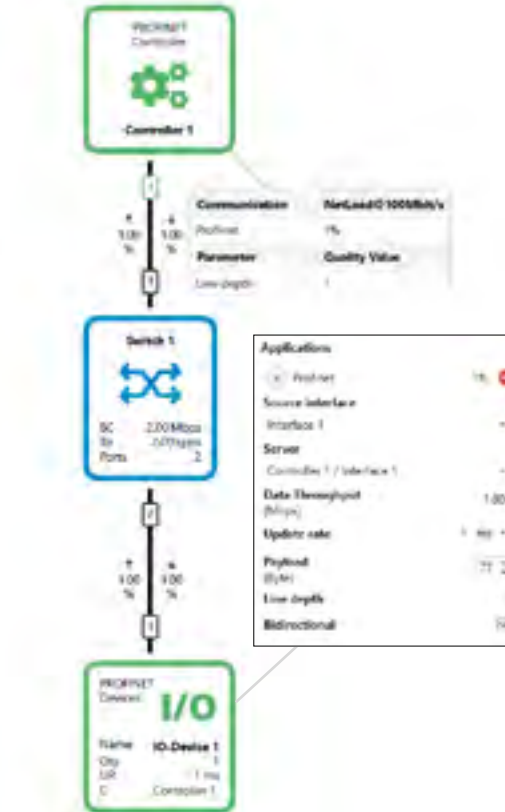 PROFINET
Controller
Controller 1
1
1.00 1.00
% %
1
Communication NetLoad@100Mbit/s
Profinet 1%
Parameter Quality Value
Line depth 1
Switch 1
2.00 Mbps
Ports 2
2
1.00 1.00
% %
1
Applications
Profinet 1%
Source interface
Interface 1
Server
Controller 1 / Interface 1
Data Throughput 1.00
Update rate 1 ms
Payload
(Byte)
Line depth
Bidirectional
PROFINET
Devices
I/O
Name IO-Device 1
Qty 1
UR 1 ms
C Controller 1